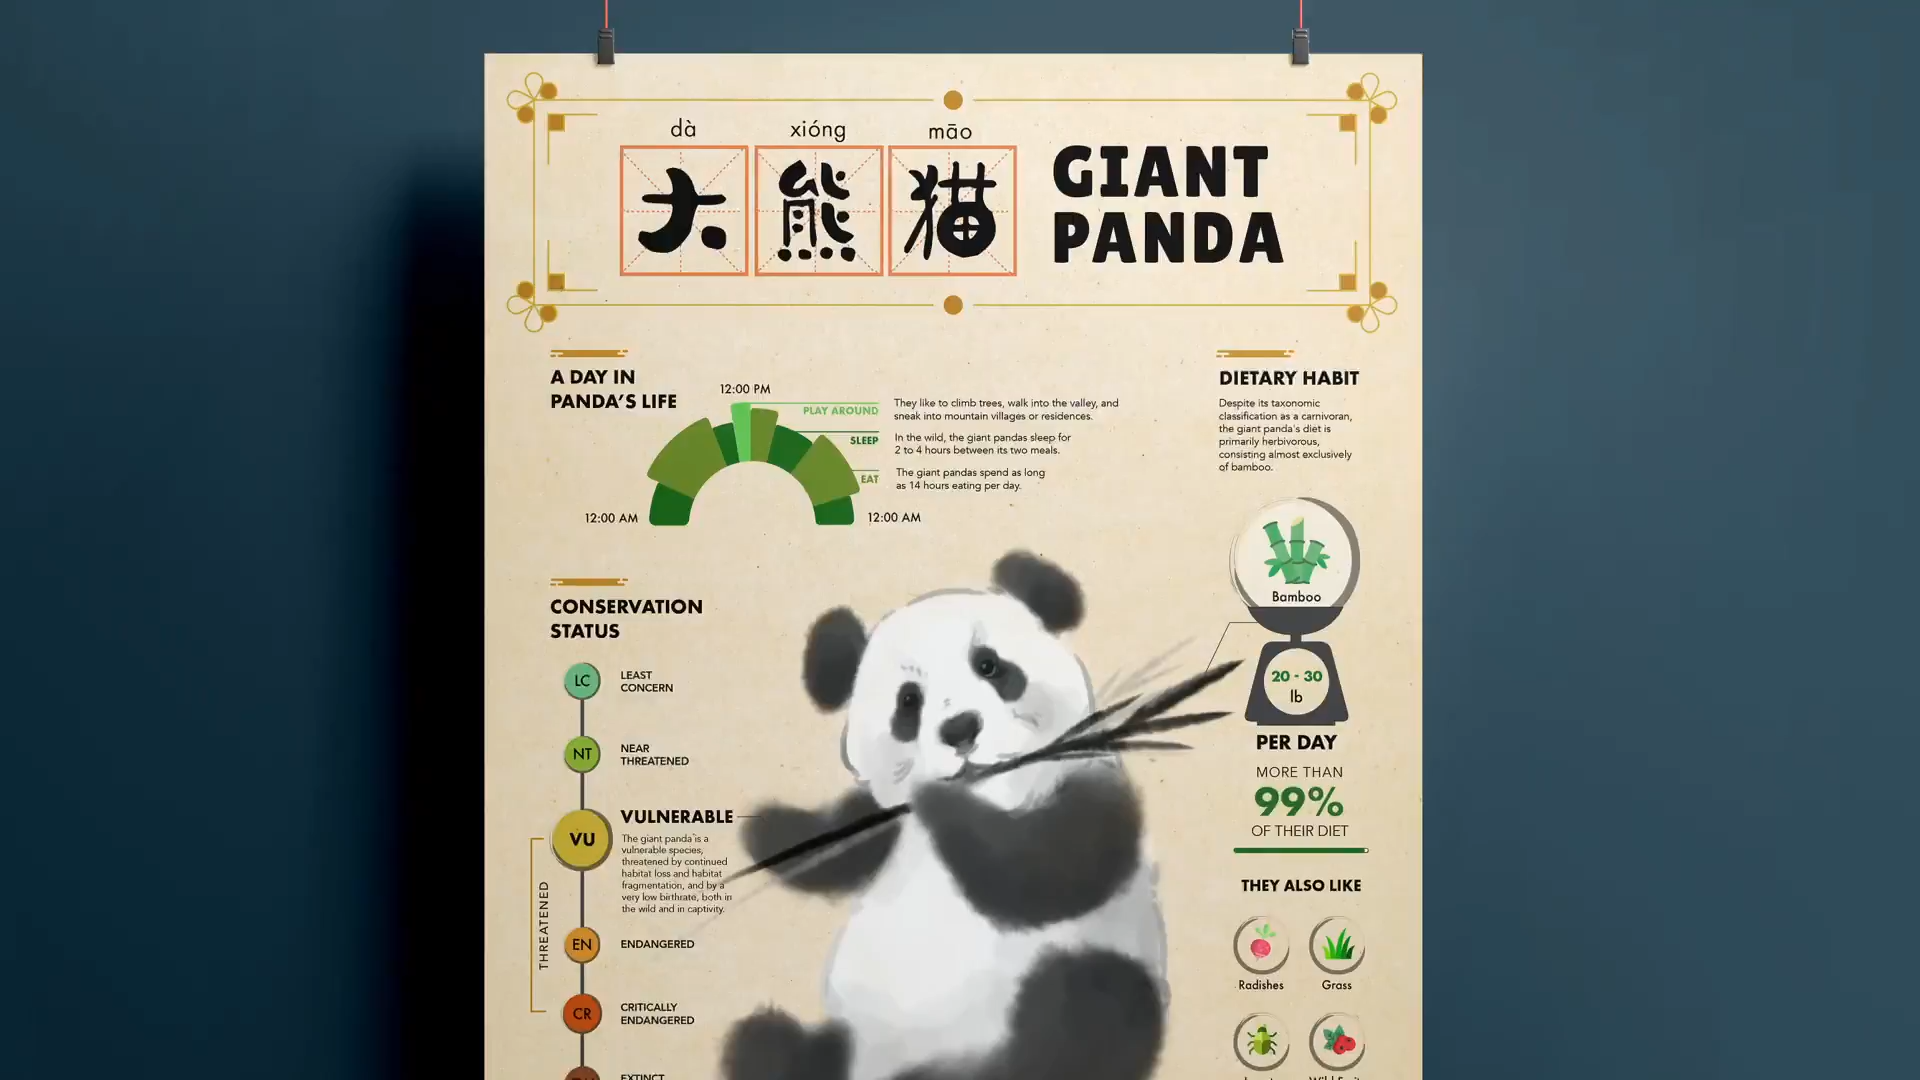 dà xióng māo
大熊猫
GIANT
PANDA
A DAY IN
PANDA'S LIFE
12:00 PM
12:00 AM
12:00 AM
PLAY AROUND
They like to climb trees, walk into the valley, and
sneak into mountain villages or residences.
SLEEP
In the wild, the giant pandas sleep for
2 to 4 hours between its two meals.
EAT
The giant pandas spend as long
as 14 hours eating per day.
DIETARY HABIT
Despite its taxonomic
classification as a carnivoran,
the giant panda's diet is
primarily herbivorous,
consisting almost exclusively
of bamboo.
Bamboo
20 - 30
lb
PER DAY
MORE THAN
99%
OF THEIR DIET
THEY ALSO LIKE
Radishes
Grass
CONSERVATION
STATUS
LC
LEAST
CONCERN
NT
NEAR
THREATENED
VU
VULNERABLE
The giant panda is a
vulnerable species,
threatened by continued
habitat loss and habitat
fragmentation, and by a
very low birthrate, both in
the wild and in captivity.
THREATENED
EN
ENDANGERED
CR
CRITICALLY
ENDANGERED
EXTINCT